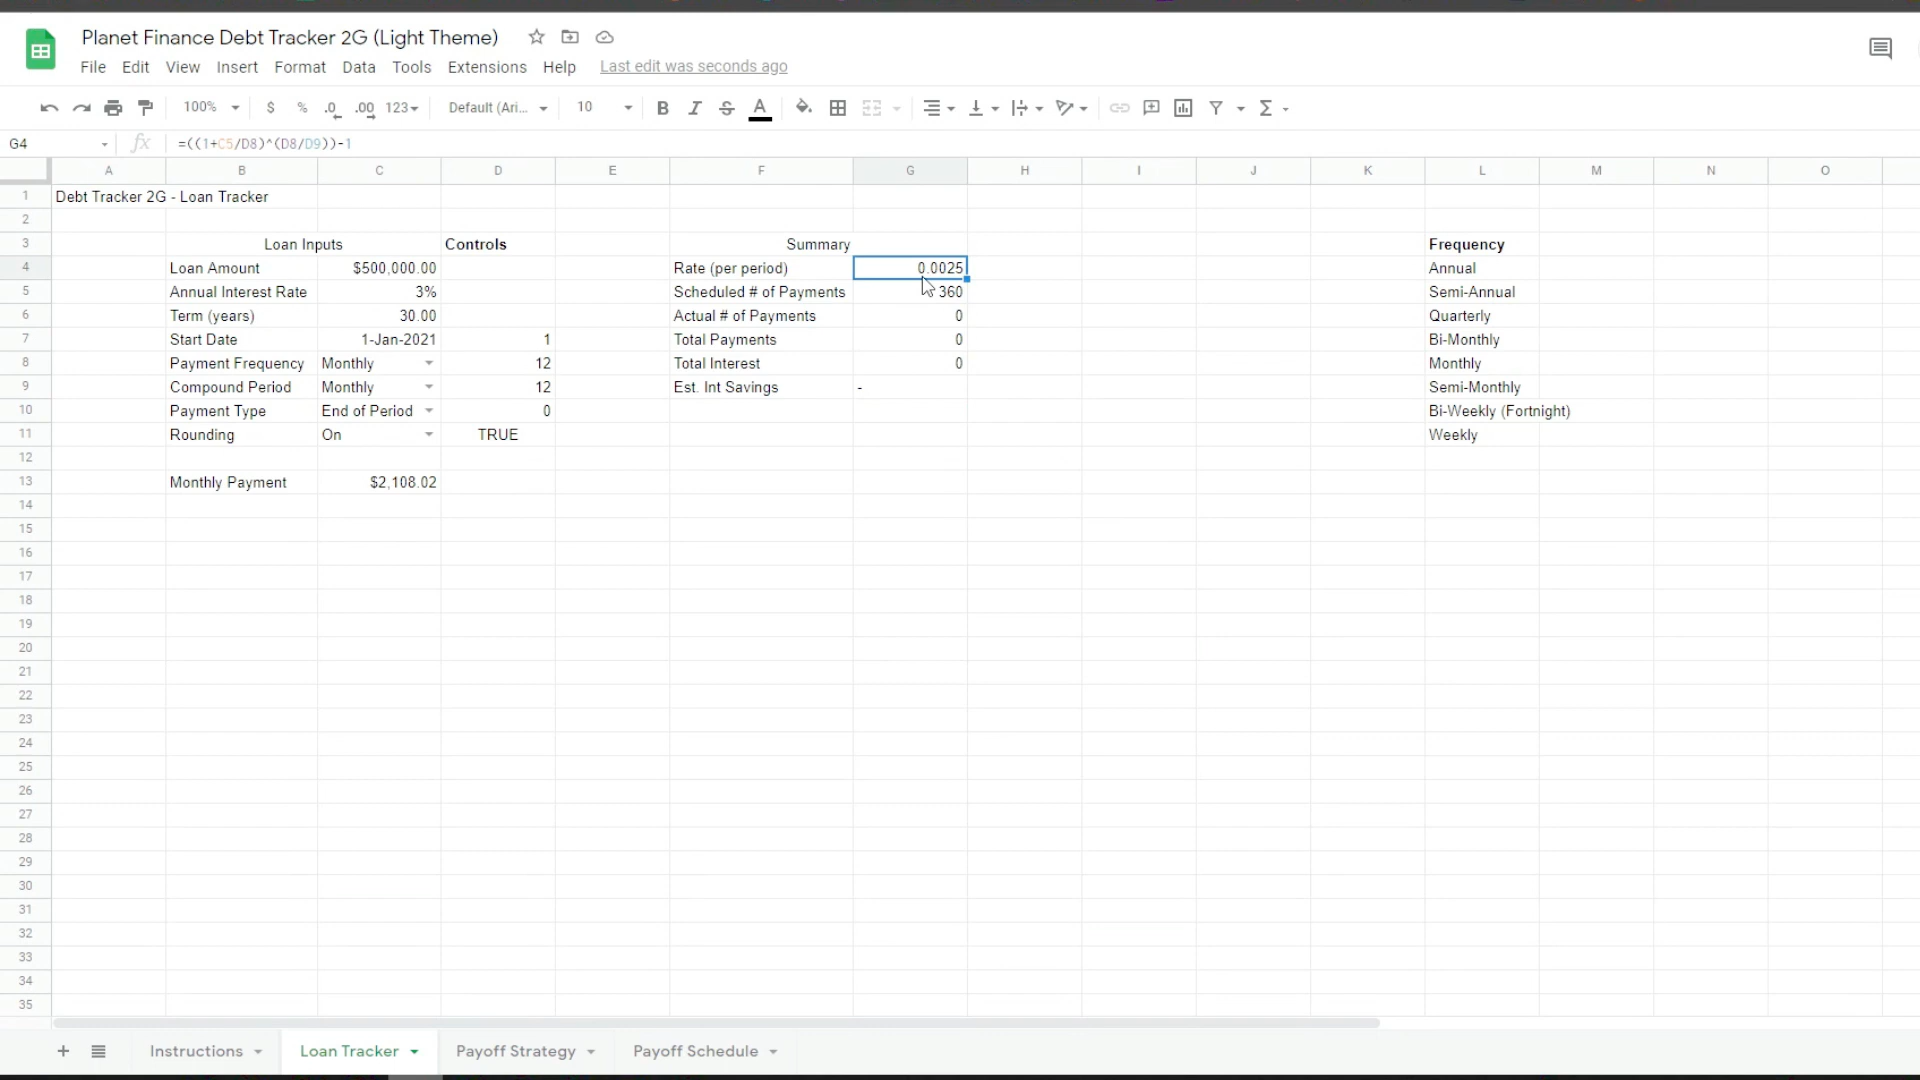 Planet Finance Debt Tracker 2G (Light Theme)
File Edit View Insert Format Data Tools Extensions Help Last edit was seconds ago
100% $ % .0 .00 123 Default (Ari... 10 B I S A Σ
G4 fx =((1+C5/D8)^(D8/D9))-1
A B C D E F G H I J K L M N O
1 Debt Tracker 2G - Loan Tracker
2
3 Loan Inputs Controls Summary Frequency
4 Loan Amount $500,000.00 Rate (per period) 0.0025 Annual
5 Annual Interest Rate 3% Scheduled # of Payments 360 Semi-Annual
6 Term (years) 30.00 Actual # of Payments 0 Quarterly
7 Start Date 1-Jan-2021 1 Total Payments 0 Bi-Monthly
8 Payment Frequency Monthly 12 Total Interest 0 Monthly
9 Compound Period Monthly 12 Est. Int Savings - Semi-Monthly
10 Payment Type End of Period 0 Bi-Weekly (Fortnight)
11 Rounding On TRUE Weekly
12
13 Monthly Payment $2,108.02
14
15
16
17
18
19
20
21
22
23
24
25
26
27
28
29
30
31
32
33
34
35
+ Instructions Loan Tracker Payoff Strategy Payoff Schedule